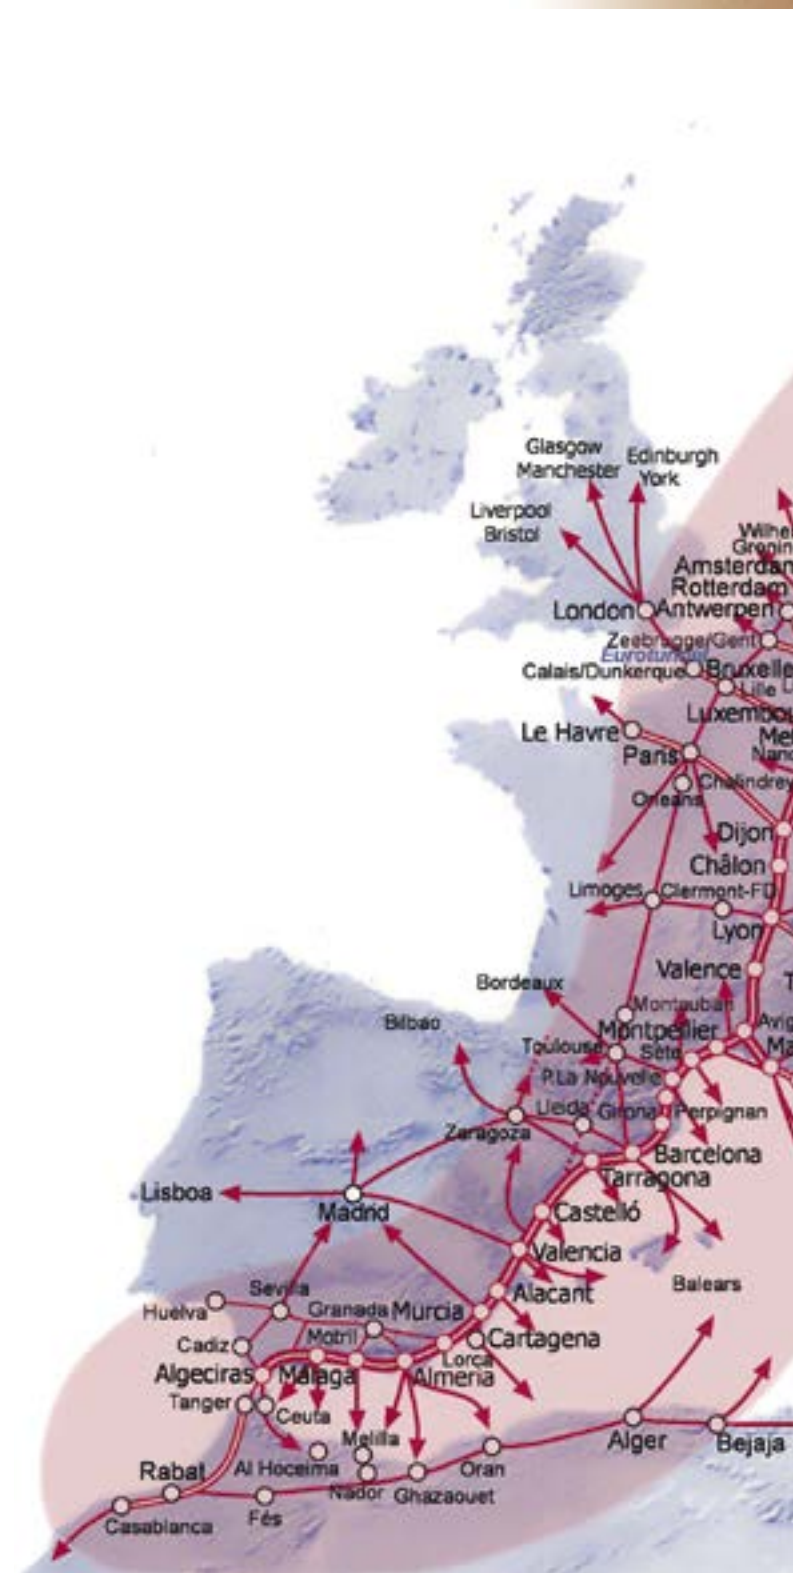 Glasgow
Manchester
Edinburgh
York
Liverpool
Bristol
Amsterdam
Rotterdam
London
Antwerpen
Zeebrugge/Gent
Eurotunnel
Calais/Dunkerque
Lille
Le Havre
Paris
Chalindrey
Orleans
Dijon
Châlon
Limoges
Clermont-FD
Lyon
Valence
Bordeaux
Montauban
Bilbao
Montpellier
Toulouse
Sète
P.La Nouvelle
Lleida
Girona
Perpignan
Zaragoza
Barcelona
Tarragona
Lisboa
Madrid
Castelló
Valencia
Balears
Alacant
Sevilla
Huelva
Granada
Murcia
Motril
Cartagena
Cadiz
Lorca
Algeciras
Málaga
Almeria
Tanger
Ceuta
Melilla
Alger
Bejaja
Rabat
Al Hoceima
Oran
Nador
Ghazaouet
Casablanca
Fés